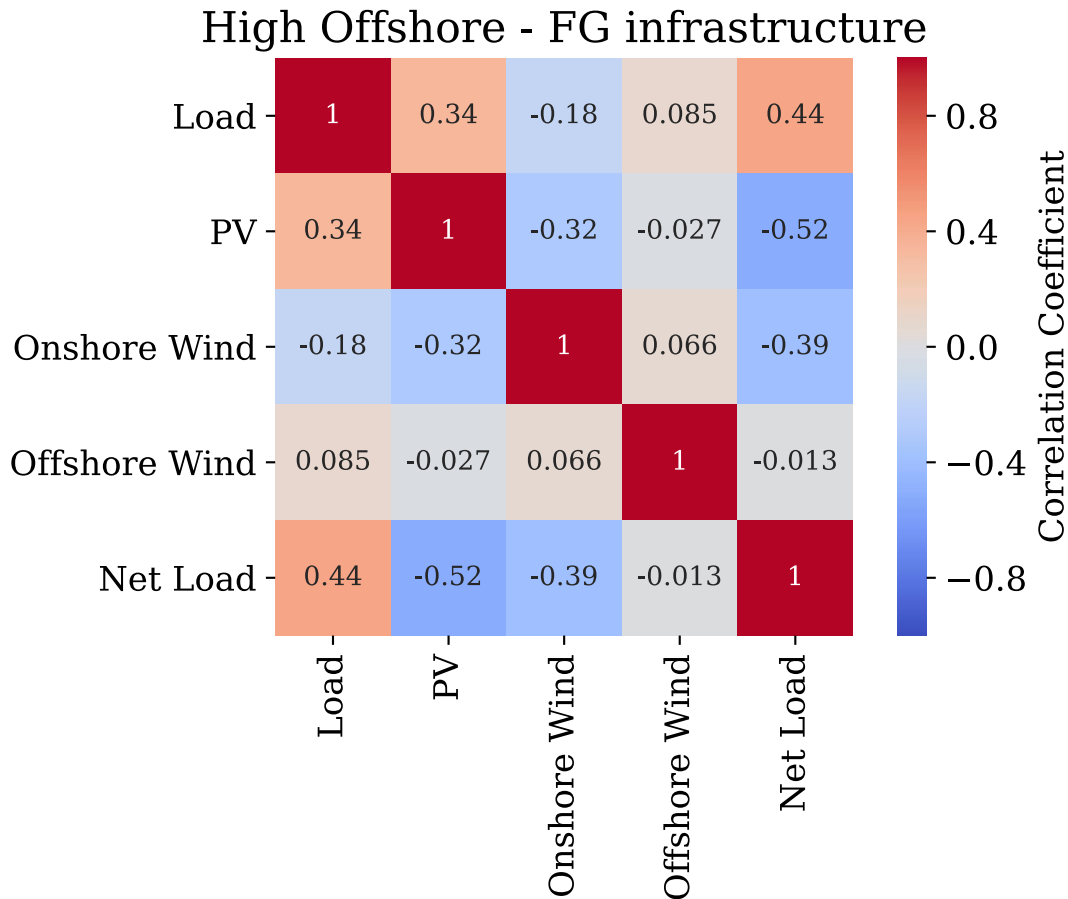 High Offshore - FG infrastructure
Load 1 0.34 -0.18 0.085 0.44
PV 0.34 1 -0.32 -0.027 -0.52
Onshore Wind -0.18 -0.32 1 0.066 -0.39
Offshore Wind 0.085 -0.027 0.066 1 -0.013
Net Load 0.44 -0.52 -0.39 -0.013 1
Load
PV
Onshore Wind
Offshore Wind
Net Load
0.8
0.4
0.0
−0.4
−0.8
Correlation Coefficient